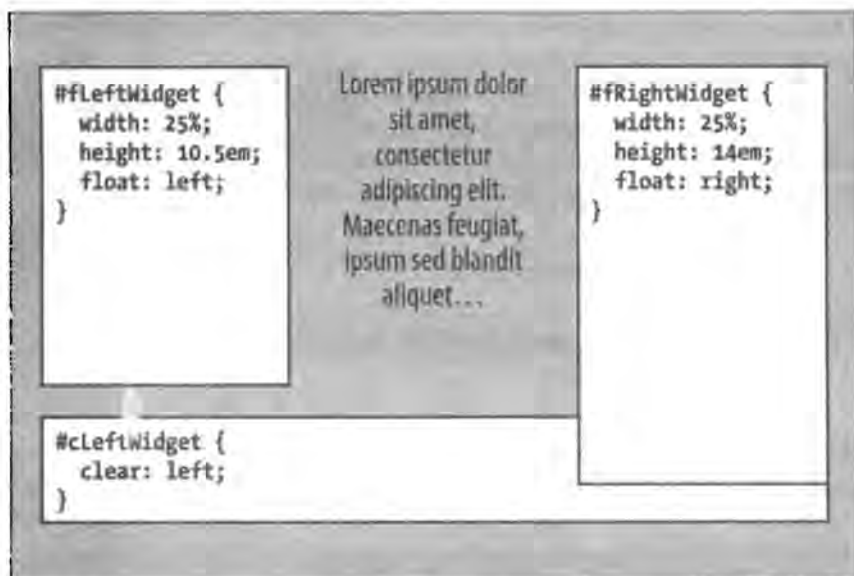 #fLeftWidget {
width: 25%;
height: 10.5em;
float: left;
}
Lorem ipsum dolor
sit amet,
consectetur
adipiscing elit.
Maecenas feugiat,
ipsum sed blandit
aliquet...
#fRightWidget {
width: 25%;
height: 14em;
float: right;
}
#cLeftWidget {
clear: left;
}